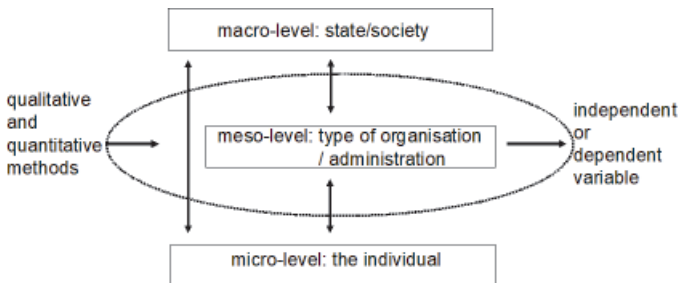 macro-level: state/society
qualitative
and
quantitative
methods
meso-level: type of organisation
/ administration
independent
or
dependent
variable
micro-level: the individual